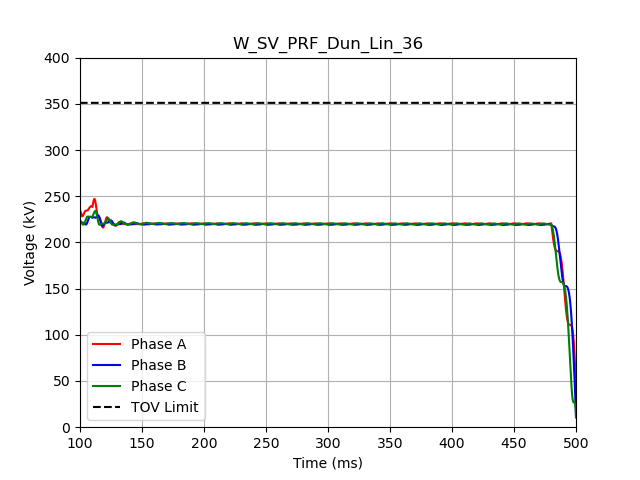 W_SV_PRF_Dun_Lin_36
400
350
300
250
200
150
100
50
0
Voltage (kV)
Phase A
Phase B
Phase C
TOV Limit
100 150 200 250 300 350 400 450 500
Time (ms)